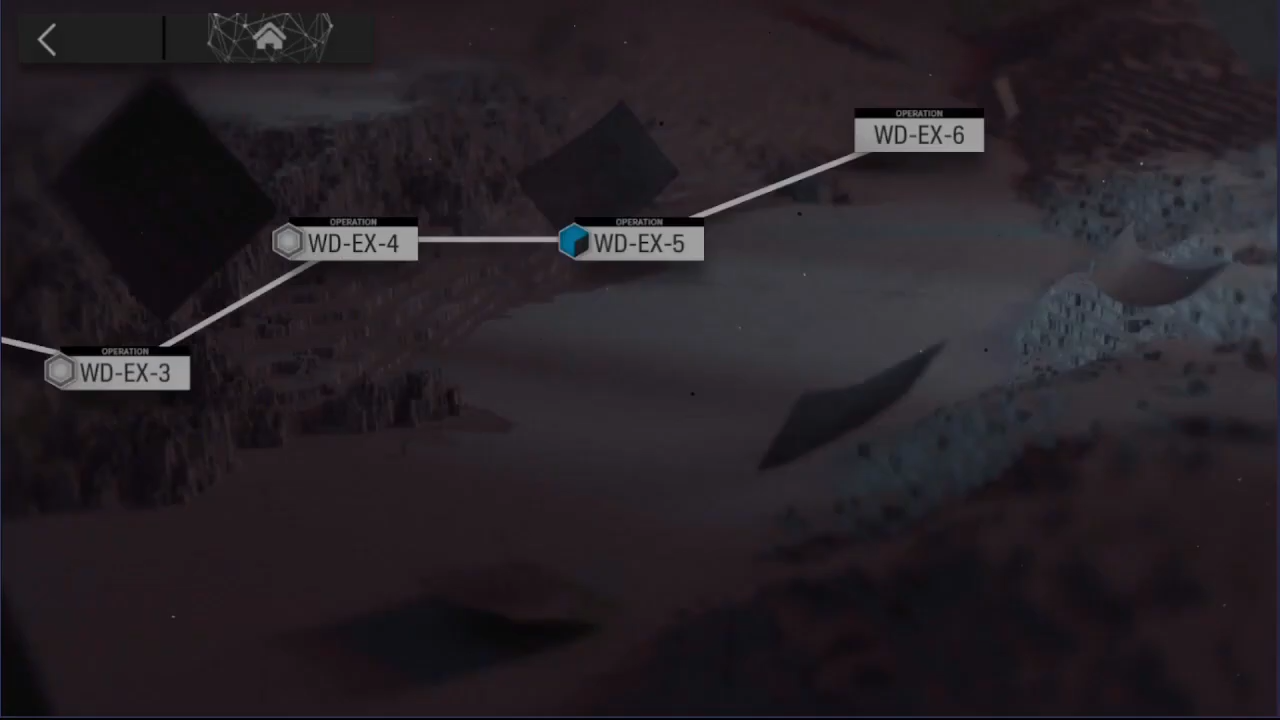 OPERATION
WD-EX-6
OPERATION
WD-EX-4
OPERATION
WD-EX-5
OPERATION
WD-EX-3